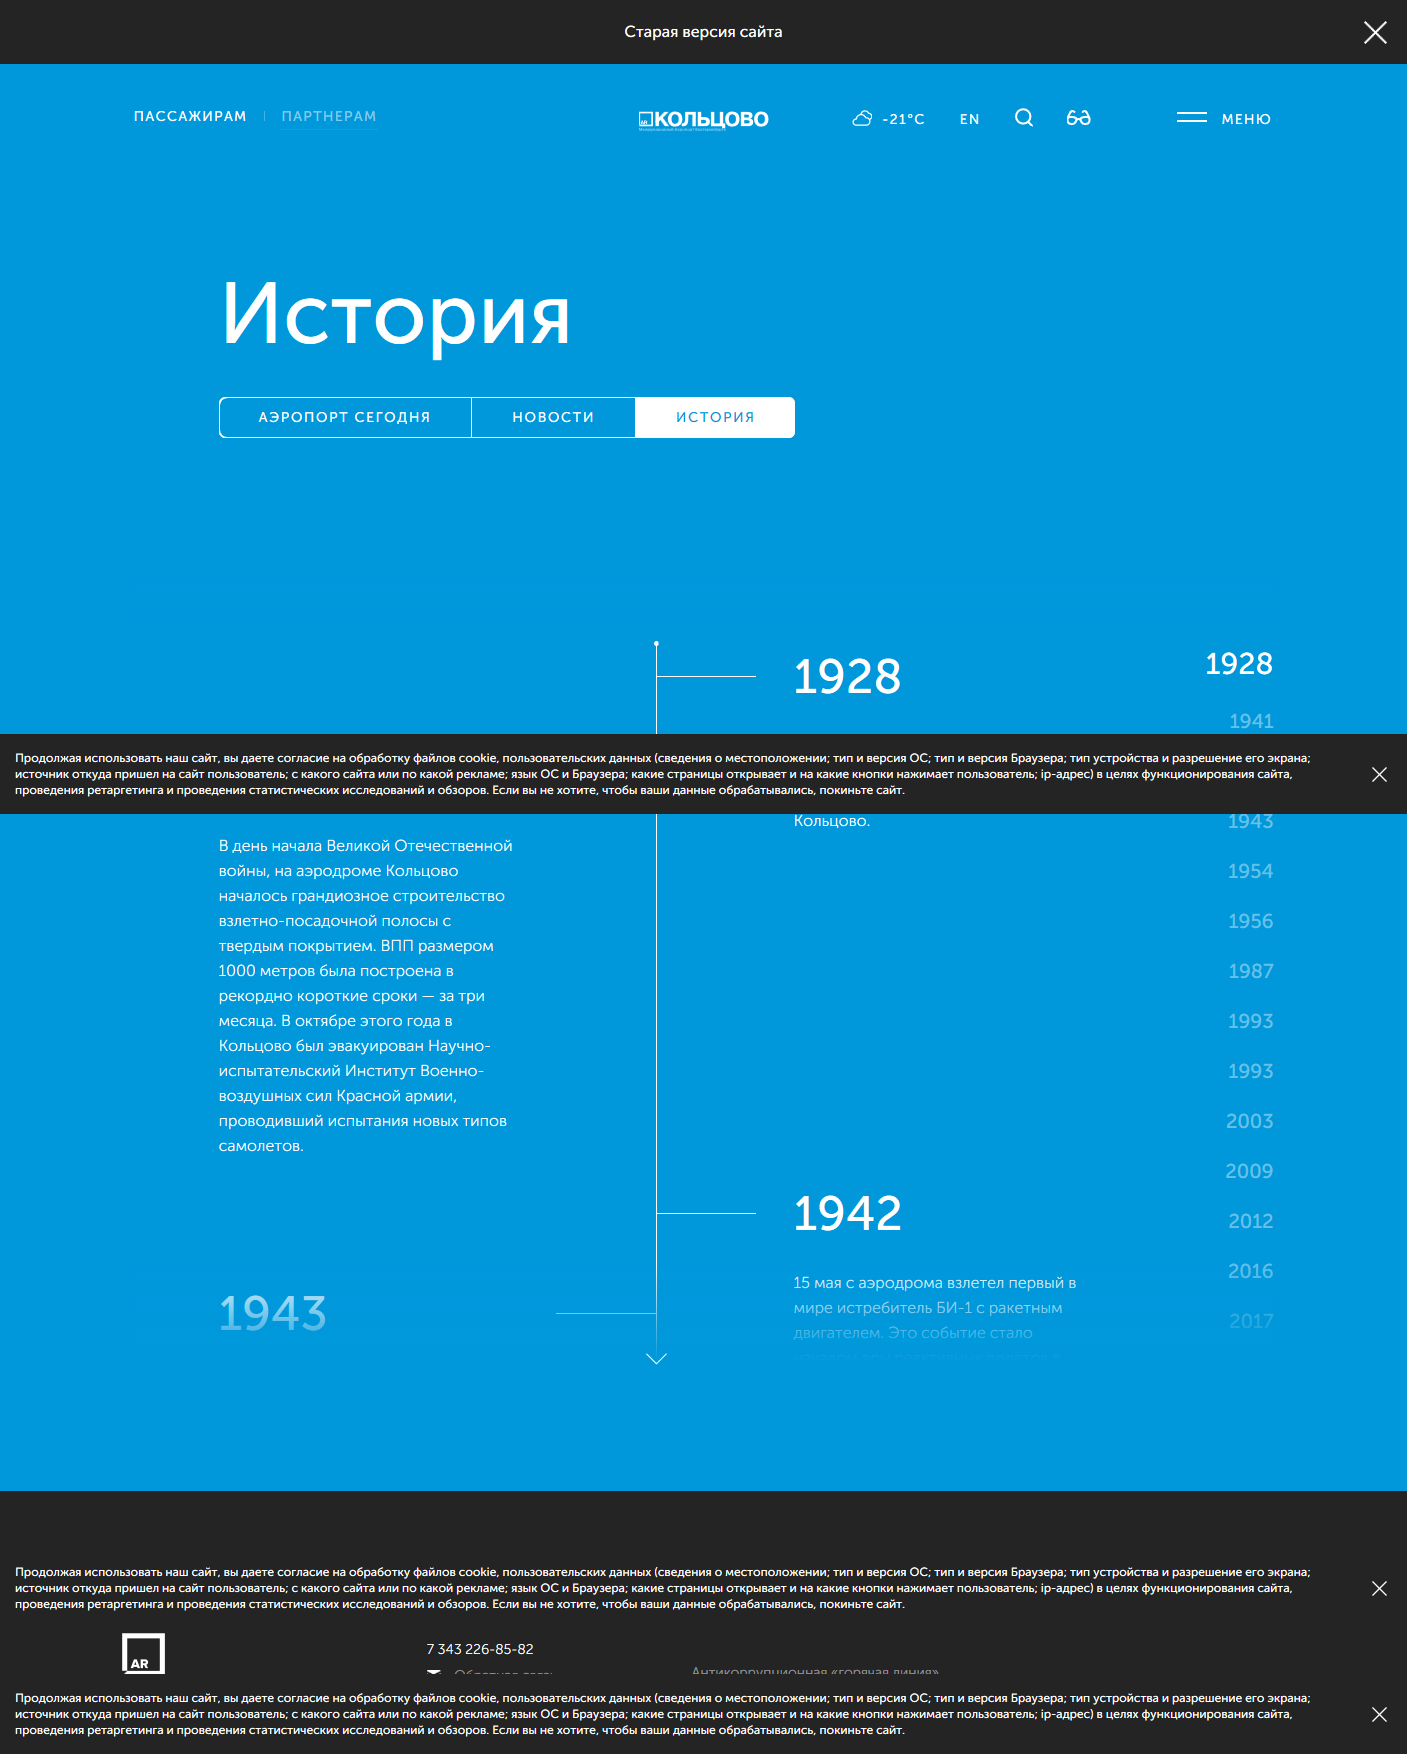 Старая версия сайта
ПАССАЖИРАМ
ПАРТНЕРАМ
КОЛЬЦОВО
-21°C
EN
МЕНЮ
История
АЭРОПОРТ СЕГОДНЯ
НОВОСТИ
ИСТОРИЯ
1928
1928
1941
Продолжая использовать наш сайт, вы даете согласие на обработку файлов cookie, пользовательских данных (сведения о местоположении; тип и версия ОС; тип и версия Браузера; тип устройства и разрешение его экрана;
источник откуда пришел на сайт пользователь; с какого сайта или по какой рекламе; язык ОС и Браузера; какие страницы открывает и на какие кнопки нажимает пользователь; ip-адрес) в целях функционирования сайта,
проведения ретаргетинга и проведения статистических исследований и обзоров. Если вы не хотите, чтобы ваши данные обрабатывались, покиньте сайт.
Кольцово.
В день начала Великой Отечественной
войны, на аэродроме Кольцово
началось грандиозное строительство
взлетно-посадочной полосы с
твердым покрытием. ВПП размером
1000 метров была построена в
рекордно короткие сроки — за три
месяца. В октябре этого года в
Кольцово был эвакуирован Научно-
испытательский Институт Военно-
воздушных сил Красной армии,
проводивший испытания новых типов
самолетов.
1943
1954
1956
1987
1993
1993
2003
2009
2012
2016
2017
1942
15 мая с аэродрома взлетел первый в
мире истребитель БИ-1 с ракетным
двигателем. Это событие стало
1943
Продолжая использовать наш сайт, вы даете согласие на обработку файлов cookie, пользовательских данных (сведения о местоположении; тип и версия ОС; тип и версия Браузера; тип устройства и разрешение его экрана;
источник откуда пришел на сайт пользователь; с какого сайта или по какой рекламе; язык ОС и Браузера; какие страницы открывает и на какие кнопки нажимает пользователь; ip-адрес) в целях функционирования сайта,
проведения ретаргетинга и проведения статистических исследований и обзоров. Если вы не хотите, чтобы ваши данные обрабатывались, покиньте сайт.
AR
7 343 226-85-82
Антикоррупционная «горячая линия»
Продолжая использовать наш сайт, вы даете согласие на обработку файлов cookie, пользовательских данных (сведения о местоположении; тип и версия ОС; тип и версия Браузера; тип устройства и разрешение его экрана;
источник откуда пришел на сайт пользователь; с какого сайта или по какой рекламе; язык ОС и Браузера; какие страницы открывает и на какие кнопки нажимает пользователь; ip-адрес) в целях функционирования сайта,
проведения ретаргетинга и проведения статистических исследований и обзоров. Если вы не хотите, чтобы ваши данные обрабатывались, покиньте сайт.